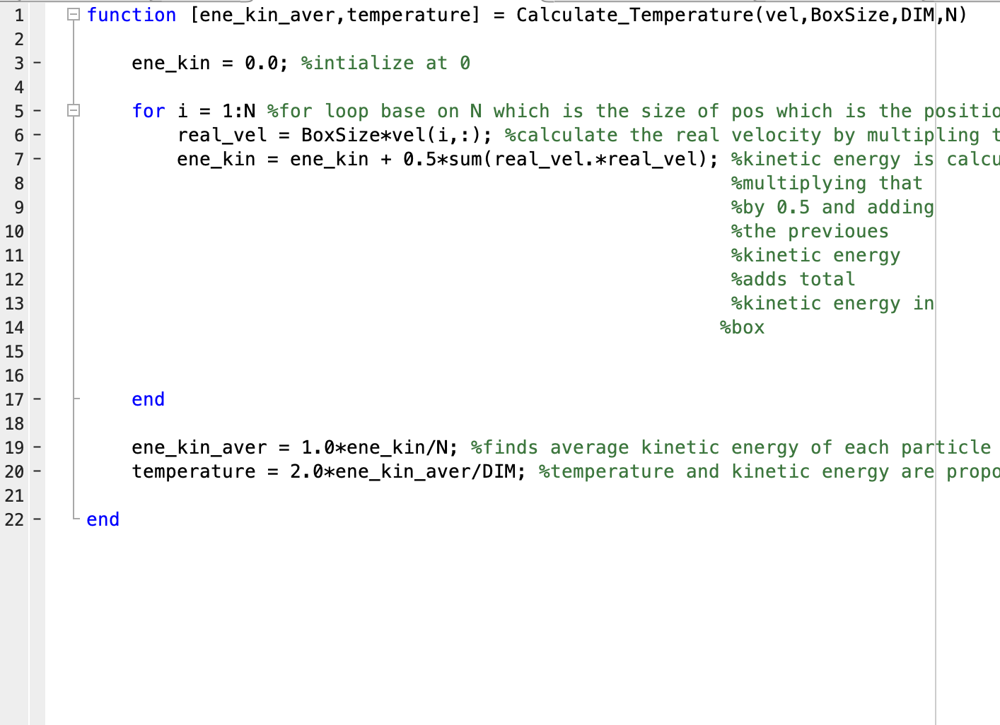 1 function [ene_kin_aver,temperature] = Calculate_Temperature(vel,BoxSize,DIM,N)
2
3 - ene_kin = 0.0; %intialize at 0
4
5 - for i = 1:N %for loop base on N which is the size of pos which is the positio
6 - real_vel = BoxSize*vel(i,:); %calculate the real velocity by multipling t
7 - ene_kin = ene_kin + 0.5*sum(real_vel.*real_vel); %kinetic energy is calcu
8 %multiplying that
9 %by 0.5 and adding
10 %the previoues
11 %kinetic energy
12 %adds total
13 %kinetic energy in
14 %box
15
16
17 - end
18
19 - ene_kin_aver = 1.0*ene_kin/N; %finds average kinetic energy of each particle
20 - temperature = 2.0*ene_kin_aver/DIM; %temperature and kinetic energy are propo
21
22 - end